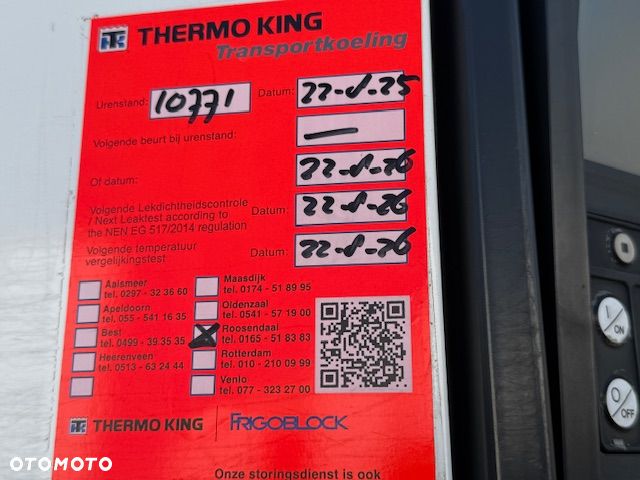 THERMO KING
Transportkoeling
Urenstand: 10771 Datum: 22-8-25
Volgende beurt bij urenstand: —
Of datum: 22-8-26
Volgende Lekdichtheidscontrole
/ Next Leaktest according to Datum: 22-8-26
the NEN EG 517/2014 regulation
Volgende temperatuur
vergelijkingstest Datum: 22-8-26
Aalsmeer
tel. 0297 - 32 36 60
Apeldoorn
tel. 055 - 541 16 35
Best
tel. 0499 - 39 35 35
Heerenveen
tel. 0513 - 63 24 44
Maasdijk
tel. 0174 - 51 89 95
Oldenzaal
tel. 0541 - 57 19 00
Roosendaal
tel. 0165 - 51 83 83
Rotterdam
tel. 010 - 210 09 99
Venlo
tel. 077 - 323 27 00
THERMO KING | FRIGOBLOCK
Onze storingsdienst is ook
I/ON
O/OFF
OTOMOTO